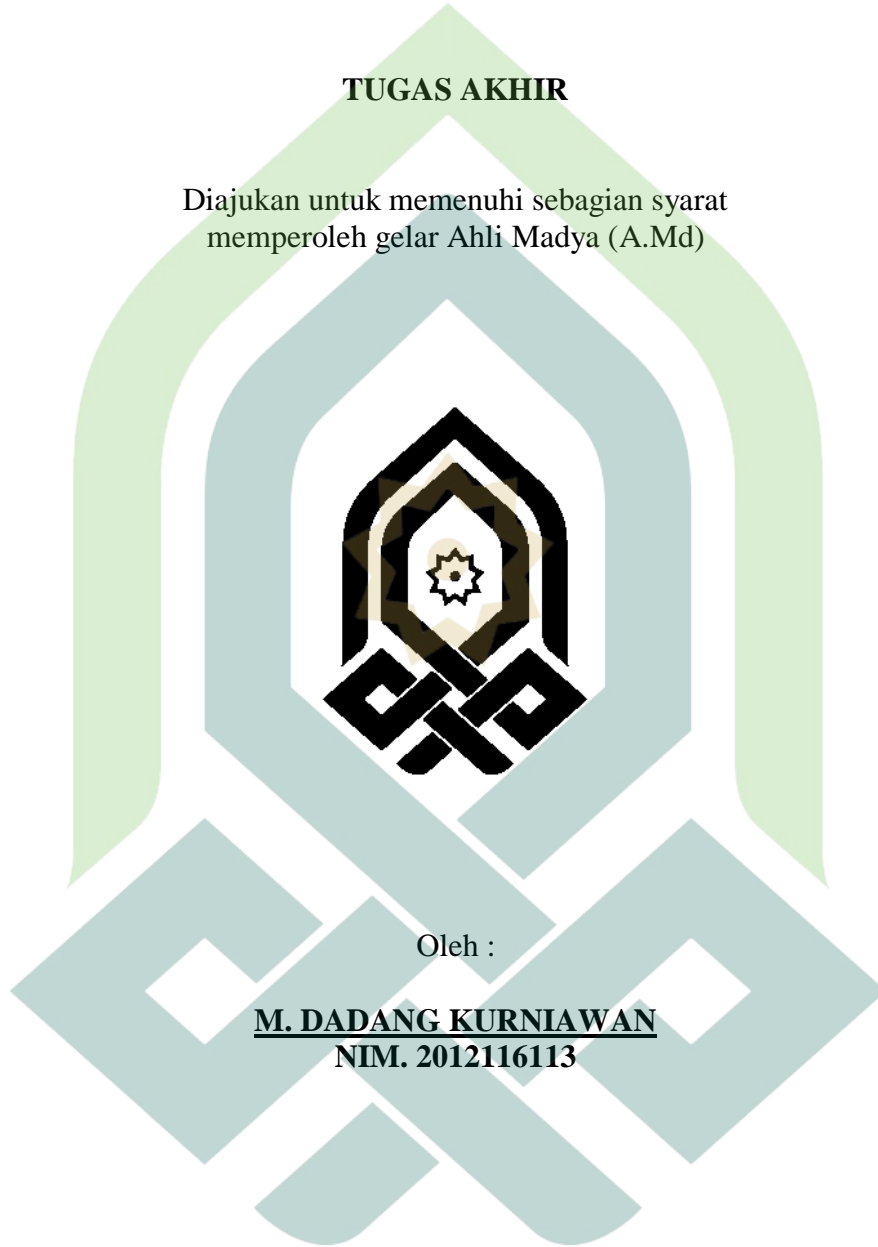 TUGAS AKHIR
Diajukan untuk memenuhi sebagian syarat
memperoleh gelar Ahli Madya (A.Md)
Oleh :
M. DADANG KURNIAWAN
NIM. 2012116113